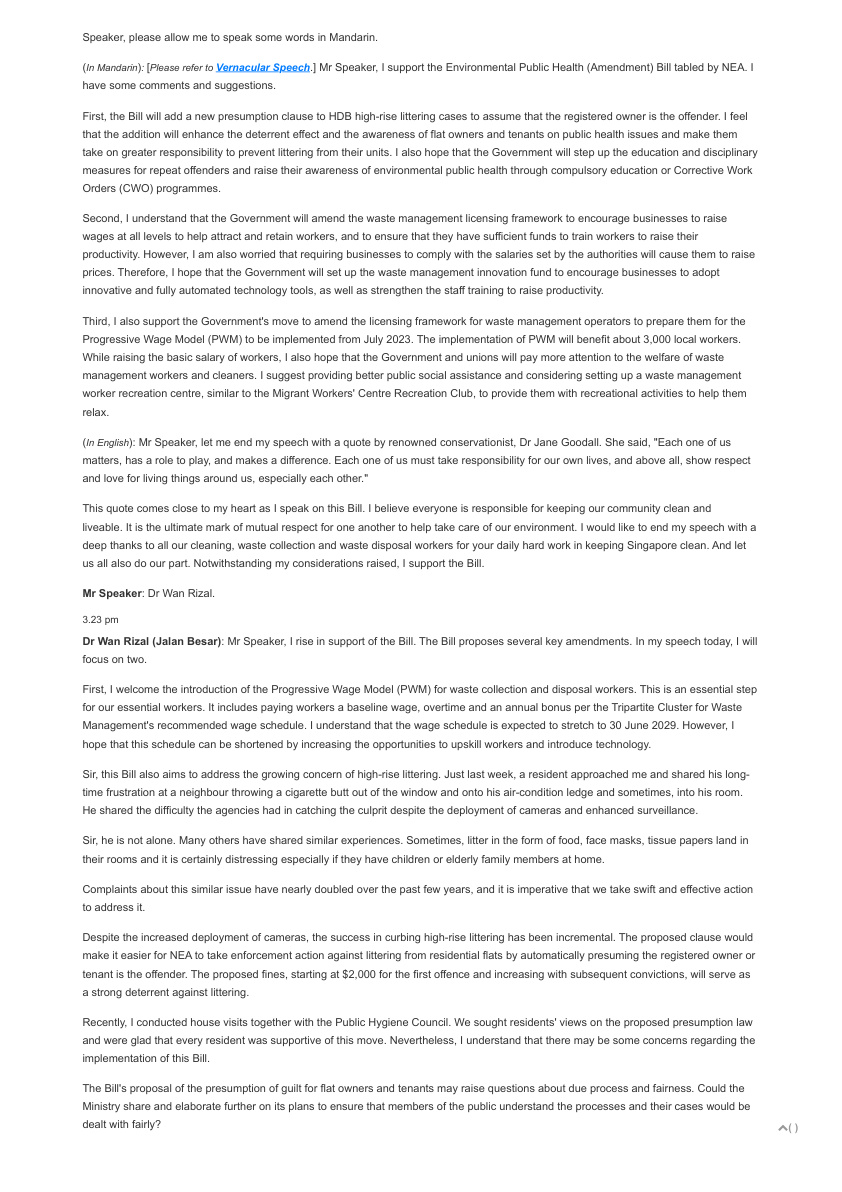 Speaker, please allow me to speak some words in Mandarin.
(In Mandarin): [Please refer to Vernacular Speech.] Mr Speaker, I support the Environmental Public Health (Amendment) Bill tabled by NEA. I
have some comments and suggestions.
First, the Bill will add a new presumption clause to HDB high-rise littering cases to assume that the registered owner is the offender. I feel
that the addition will enhance the deterrent effect and the awareness of flat owners and tenants on public health issues and make them
take on greater responsibility to prevent littering from their units. I also hope that the Government will step up the education and disciplinary
measures for repeat offenders and raise their awareness of environmental public health through compulsory education or Corrective Work
Orders (CWO) programmes.
Second, I understand that the Government will amend the waste management licensing framework to encourage businesses to raise
wages at all levels to help attract and retain workers, and to ensure that they have sufficient funds to train workers to raise their
productivity. However, I am also worried that requiring businesses to comply with the salaries set by the authorities will cause them to raise
prices. Therefore, I hope that the Government will set up the waste management innovation fund to encourage businesses to adopt
innovative and fully automated technology tools, as well as strengthen the staff training to raise productivity.
Third, I also support the Government's move to amend the licensing framework for waste management operators to prepare them for the
Progressive Wage Model (PWM) to be implemented from July 2023. The implementation of PWM will benefit about 3,000 local workers.
While raising the basic salary of workers, I also hope that the Government and unions will pay more attention to the welfare of waste
management workers and cleaners. I suggest providing better public social assistance and considering setting up a waste management
worker recreation centre, similar to the Migrant Workers' Centre Recreation Club, to provide them with recreational activities to help them
relax.
(In English): Mr Speaker, let me end my speech with a quote by renowned conservationist, Dr Jane Goodall. She said, "Each one of us
matters, has a role to play, and makes a difference. Each one of us must take responsibility for our own lives, and above all, show respect
and love for living things around us, especially each other."
This quote comes close to my heart as I speak on this Bill. I believe everyone is responsible for keeping our community clean and
liveable. It is the ultimate mark of mutual respect for one another to help take care of our environment. I would like to end my speech with a
deep thanks to all our cleaning, waste collection and waste disposal workers for your daily hard work in keeping Singapore clean. And let
us all also do our part. Notwithstanding my considerations raised, I support the Bill.
Mr Speaker: Dr Wan Rizal.
3.23 pm
Dr Wan Rizal (Jalan Besar): Mr Speaker, I rise in support of the Bill. The Bill proposes several key amendments. In my speech today, I will
focus on two.
First, I welcome the introduction of the Progressive Wage Model (PWM) for waste collection and disposal workers. This is an essential step
for our essential workers. It includes paying workers a baseline wage, overtime and an annual bonus per the Tripartite Cluster for Waste
Management's recommended wage schedule. I understand that the wage schedule is expected to stretch to 30 June 2029. However, I
hope that this schedule can be shortened by increasing the opportunities to upskill workers and introduce technology.
Sir, this Bill also aims to address the growing concern of high-rise littering. Just last week, a resident approached me and shared his long-
time frustration at a neighbour throwing a cigarette butt out of the window and onto his air-condition ledge and sometimes, into his room.
He shared the difficulty the agencies had in catching the culprit despite the deployment of cameras and enhanced surveillance.
Sir, he is not alone. Many others have shared similar experiences. Sometimes, litter in the form of food, face masks, tissue papers land in
their rooms and it is certainly distressing especially if they have children or elderly family members at home.
Complaints about this similar issue have nearly doubled over the past few years, and it is imperative that we take swift and effective action
to address it.
Despite the increased deployment of cameras, the success in curbing high-rise littering has been incremental. The proposed clause would
make it easier for NEA to take enforcement action against littering from residential flats by automatically presuming the registered owner or
tenant is the offender. The proposed fines, starting at $2,000 for the first offence and increasing with subsequent convictions, will serve as
a strong deterrent against littering.
Recently, I conducted house visits together with the Public Hygiene Council. We sought residents' views on the proposed presumption law
and were glad that every resident was supportive of this move. Nevertheless, I understand that there may be some concerns regarding the
implementation of this Bill.
The Bill's proposal of the presumption of guilt for flat owners and tenants may raise questions about due process and fairness. Could the
Ministry share and elaborate further on its plans to ensure that members of the public understand the processes and their cases would be
dealt with fairly?
( )